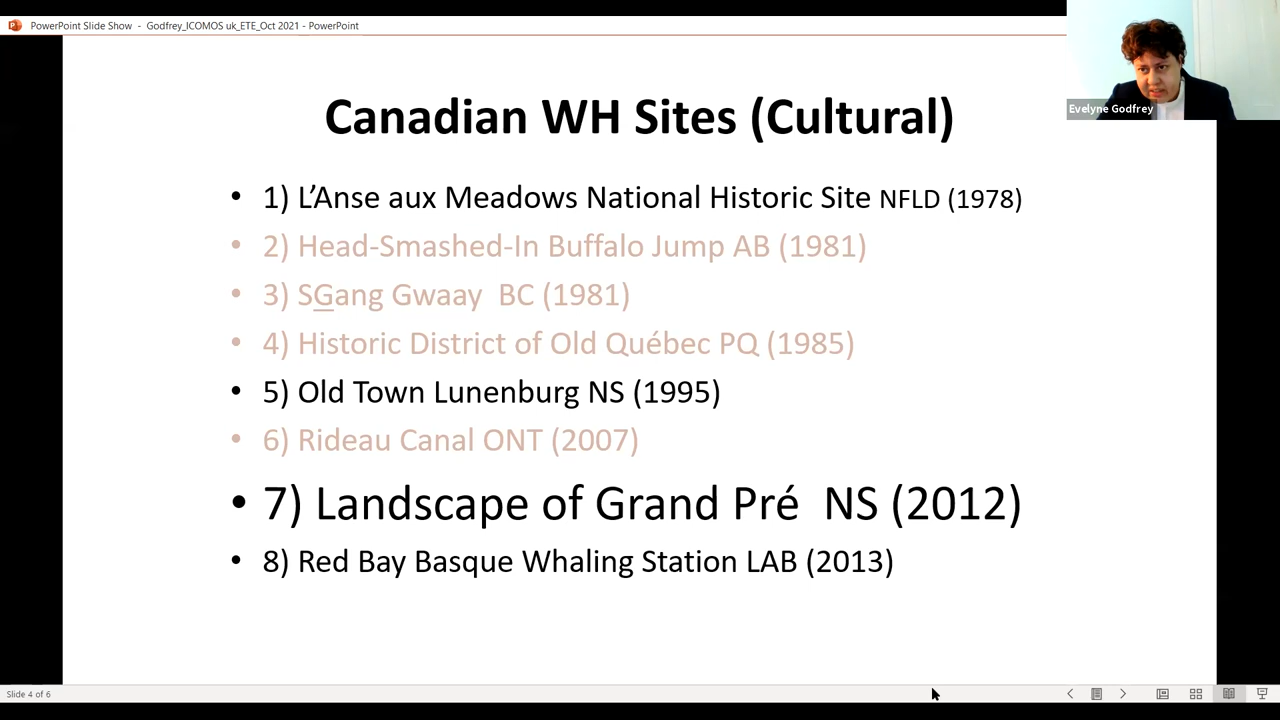 PowerPoint Slide Show - Godfrey_ICOMOS uk_ETE_Oct 2021 - PowerPoint
Evelyne Godfrey
Canadian WH Sites (Cultural)
• 1) L’Anse aux Meadows National Historic Site NFLD (1978)
• 2) Head-Smashed-In Buffalo Jump AB (1981)
• 3) SGang Gwaay BC (1981)
• 4) Historic District of Old Québec PQ (1985)
• 5) Old Town Lunenburg NS (1995)
• 6) Rideau Canal ONT (2007)
• 7) Landscape of Grand Pré NS (2012)
• 8) Red Bay Basque Whaling Station LAB (2013)
Slide 4 of 6